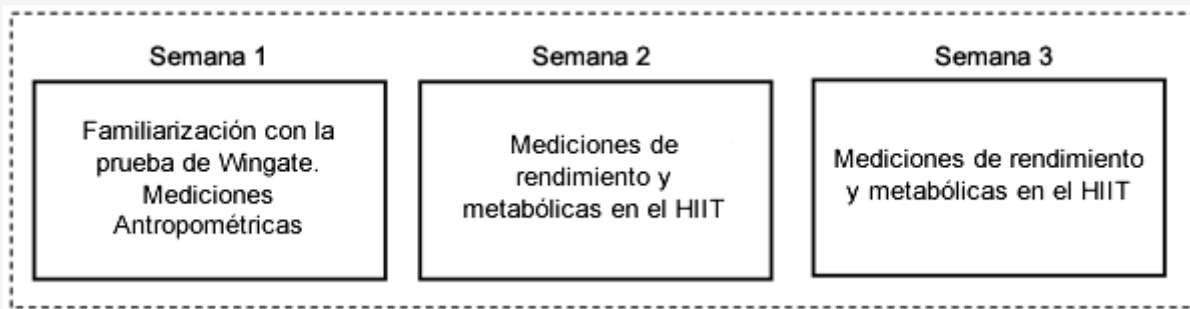 Semana 1
Semana 2
Semana 3
Familiarización con la
prueba de Wingate.
Mediciones
Antropométricas
Mediciones de
rendimiento y
metabólicas en el HIIT
Mediciones de rendimiento
y metabólicas en el HIIT